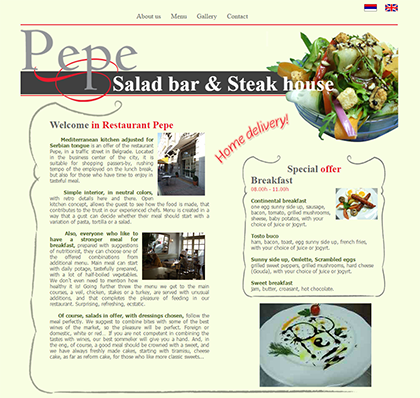 About us Menu Gallery Contact
Pepe
Salad bar & Steak house
Home delivery!
Welcome in Restaurant Pepe
Mediterranean kitchen adjusted for
Serbian tongue is an offer of the restaurant
Pepe, in a traffic street in Belgrade. Located
in the business center of the city, it is
suitable for shopping passers-by, rushing
tempo of the employed on the lunch break,
but also for those who have time to enjoy in
tasteful meal.
Simple interior, in neutral colors,
with retro details here and there. Open
kitchen concept, allows the guest to see how the food is made, that
contributes to the trust in our experienced chefs. Menu is created in a
way that a gust can decide whether their meal should start with a
variation of pasta, tortilla or a salad.
Also, everyone who like to
have a stronger meal for
breakfast, prepared with suggestions
of nutritionist, they can choose one of
the offered combinations from
additional menu. Main meal can start
with daily potage, tastefully prepared,
with a lot of half-boiled vegetables.
We don't even need to mention how
healthy it is! Going further threw the menu we get to the main
courses, a veil, chicken, stakes or a turkey, are served with unusual
additions, and that completes the pleasure of feeding in our
restaurant. Surprising, refreshing, ecstatic.
Of course, salads in offer, with dressings chosen, follow the
meal perfectly. We suggest to combine bites with some of the best
wines of the market, so the pleasure will be perfect. Foreign or
domestic, white or red... If you are not competent in combining the
tastes with wines, our best sommelier will give you a hand. And, in
the end, of course, a good meal should be crowned with a sweet, and
we have always freshly made cakes, starting with tiramisu, cheese
cake, as far as reform cake, for those who like more classic sweets...
Special offer
Breakfast
08.00h - 11.00h
Continental breakfast
one egg sunny side up, sausage,
bacon, tomato, grilled mushrooms,
cheese, Italic potatos, with your
choice of juice or jogurt.
Tosto buco
ham, bacon, toast, egg sunny side up, french fries,
with your choice of juice or jogurt.
Sunny side up, Omlette, Scrambled eggs
grilled sweet peppers, grilled mushrooms, hard cheese
(Gouda), with your choice of jogurt.
Sweet breakfast
jam, butter, croasant, hot chocolate.